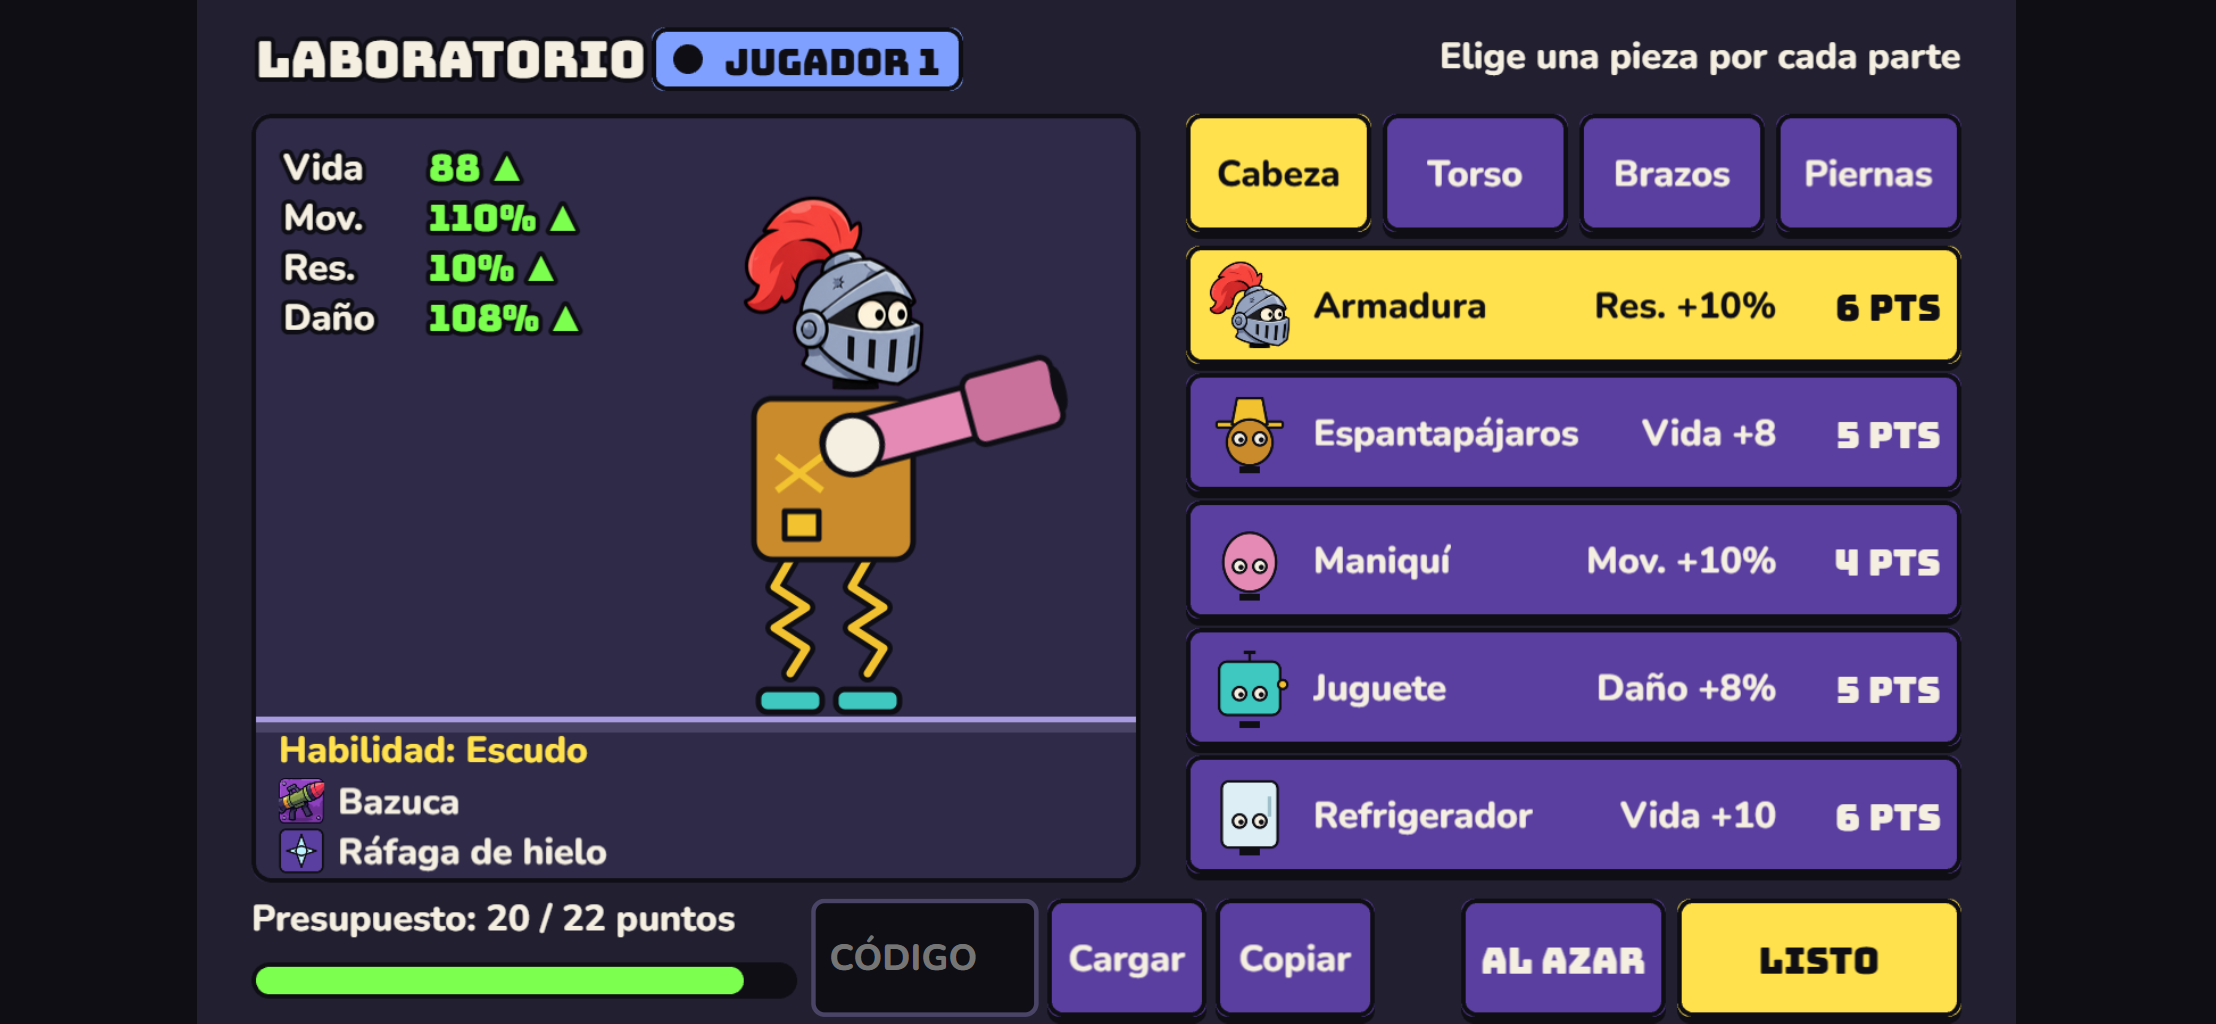 LABORATORIO
JUGADOR 1
Elige una pieza por cada parte
Vida 88 ▲
Mov. 110% ▲
Res. 10% ▲
Daño 108% ▲
Habilidad: Escudo
Bazuca
Ráfaga de hielo
Presupuesto: 20 / 22 puntos
Cabeza Torso Brazos Piernas
Armadura Res. +10% 6 PTS
Espantapájaros Vida +8 5 PTS
Maniquí Mov. +10% 4 PTS
Juguete Daño +8% 5 PTS
Refrigerador Vida +10 6 PTS
CÓDIGO Cargar Copiar AL AZAR LISTO